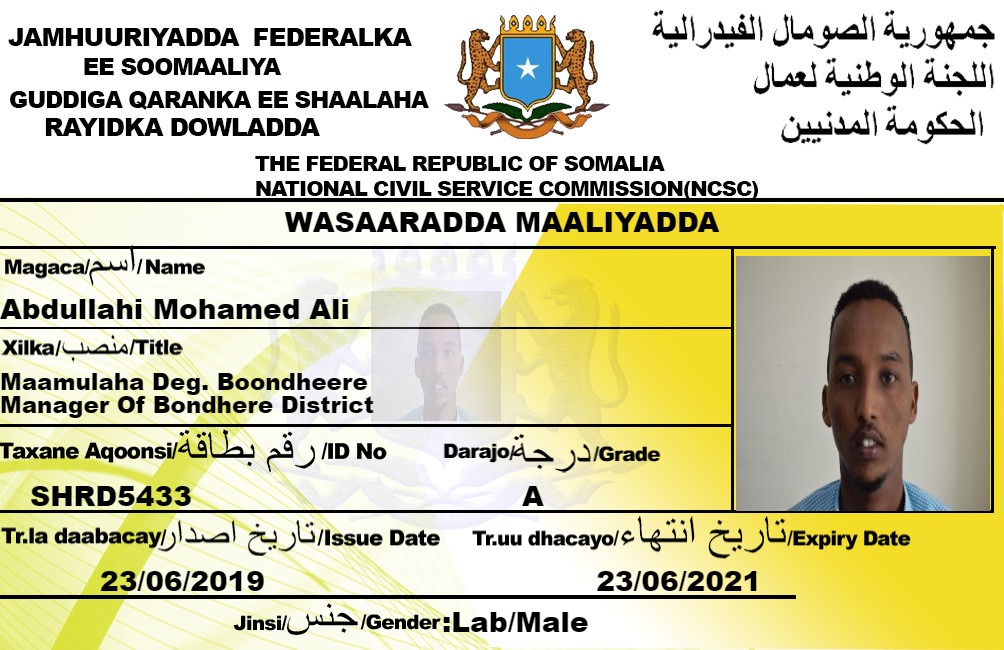 JAMHUURIYADDA FEDERALKA
EE SOOMAALIYA
GUDDIGA QARANKA EE SHAALAHA
RAYIDKA DOWLADDA
جمهورية الصومال الفيدرالية
اللجنة الوطنية لعمال
الحكومة المدنيين
THE FEDERAL REPUBLIC OF SOMALIA
NATIONAL CIVIL SERVICE COMMISSION(NCSC)
WASAARADDA MAALIYADDA
Magaca/اسم/Name
Abdullahi Mohamed Ali
Xilka/منصب/Title
Maamulaha Deg. Boondheere
Manager Of Bondhere District
Taxane Aqoonsi/رقم بطاقة/ID No
Darajo/درجة/Grade
SHRD5433
A
Tr.la daabacay/تاريخ اصدار/Issue Date
Tr.uu dhacayo/تاريخ انتهاء/Expiry Date
23/06/2019
23/06/2021
Jinsi/جنس/Gender:Lab/Male